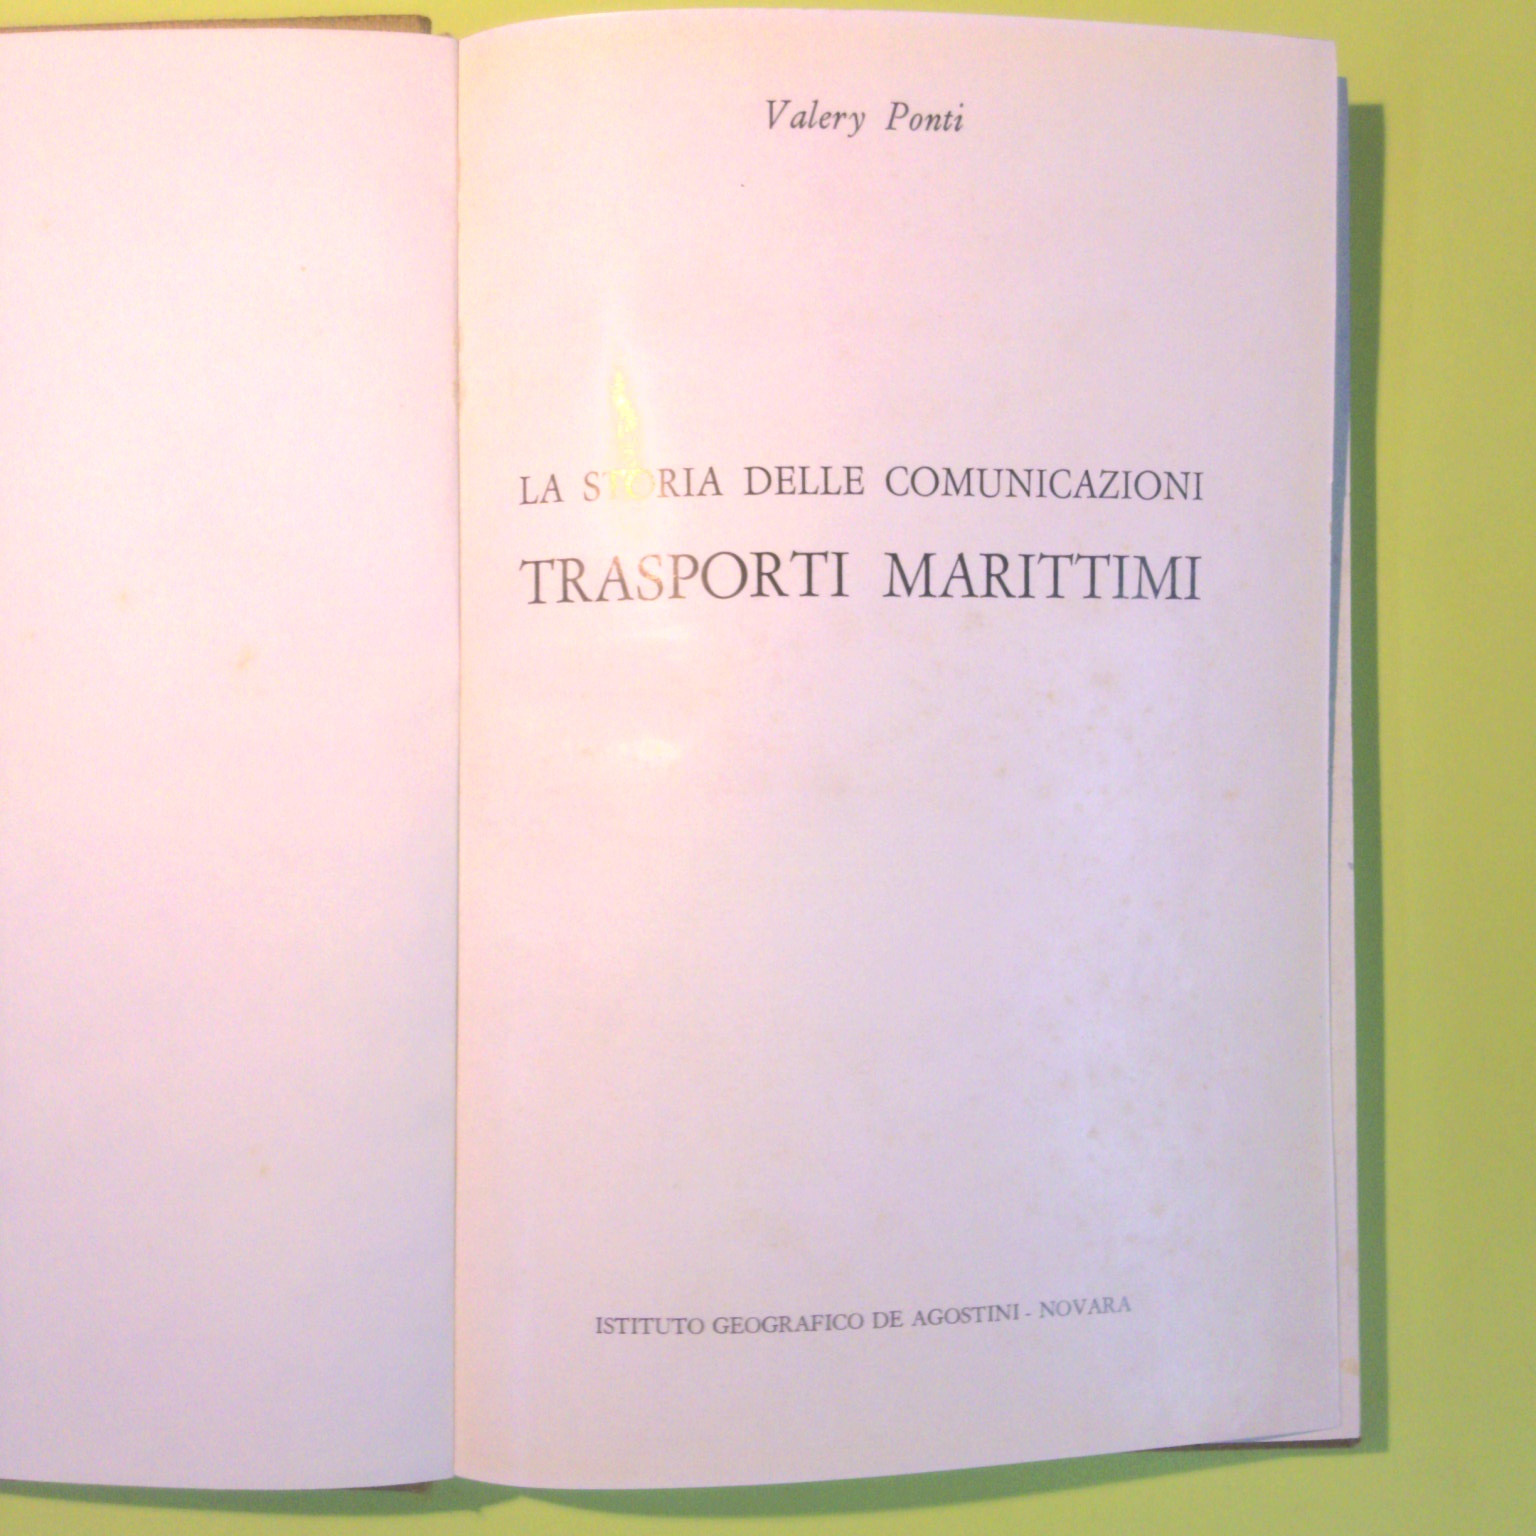 Valery Ponti
LA STORIA DELLE COMUNICAZIONI
TRASPORTI MARITTIMI
ISTITUTO GEOGRAFICO DE AGOSTINI - NOVARA